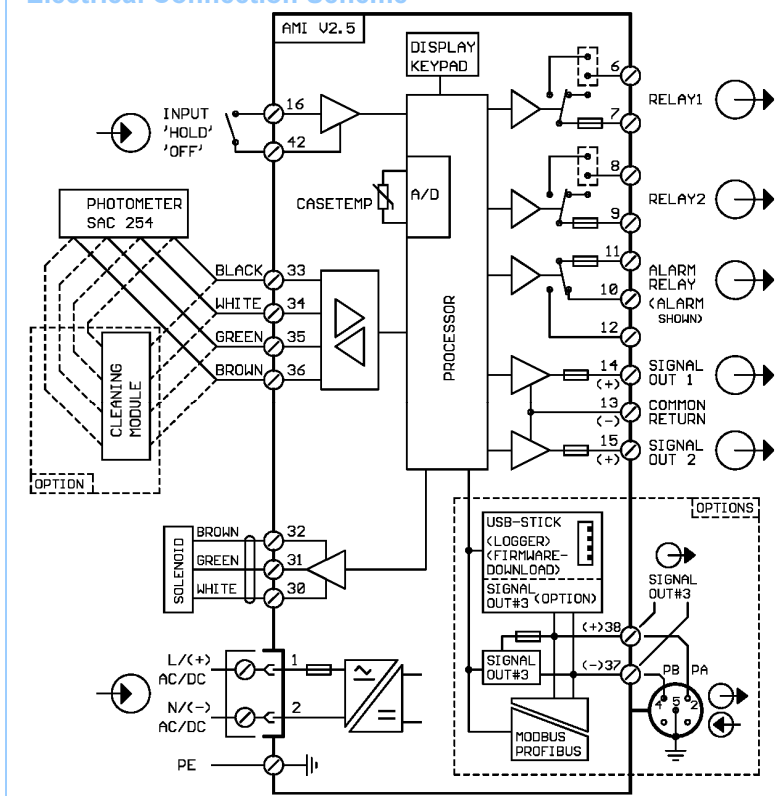 Electrical Connection Scheme
AMI V2.5
DISPLAY
KEYPAD
INPUT
'HOLD'
'OFF'
16
42
6
7
RELAY1
CASETEMP
A/D
8
9
RELAY2
PHOTOMETER
SAC 254
PROCESSOR
BLACK 33
WHITE 34
GREEN 35
BROWN 36
CLEANING
MODULE
OPTION
11
10
12
ALARM
RELAY
(ALARM
SHOWN)
14
(+)
SIGNAL
OUT 1
13
(-)
COMMON
RETURN
15
(+)
SIGNAL
OUT 2
OPTIONS
SOLENOID
BROWN 32
GREEN 31
WHITE 30
USB-STICK
(LOGGER)
(FIRMWARE-
DOWNLOAD)
SIGNAL
OUT#3 (OPTION)
SIGNAL
OUT#3
(+)38
(-)37
SIGNAL
OUT#3
PB PA
4 5 2
MODBUS
PROFIBUS
L/(+)
AC/DC
1
N/(-)
AC/DC
2
PE